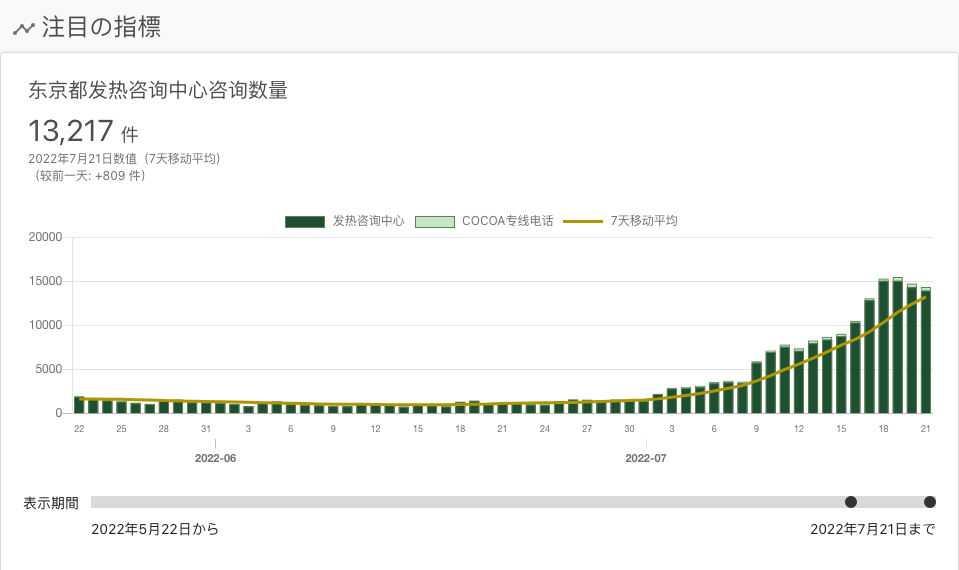 注目の指標
东京都发热咨询中心咨询数量
13,217 件
2022年7月21日数值（7天移动平均）
（较前一天: +809 件）
发热咨询中心 COCOA专线电话 7天移动平均
20000
15000
10000
5000
0
22 25 28 31 3 6 9 12 15 18 21 24 27 30 3 6 9 12 15 18 21
2022-06 2022-07
表示期間
2022年5月22日から 2022年7月21日まで